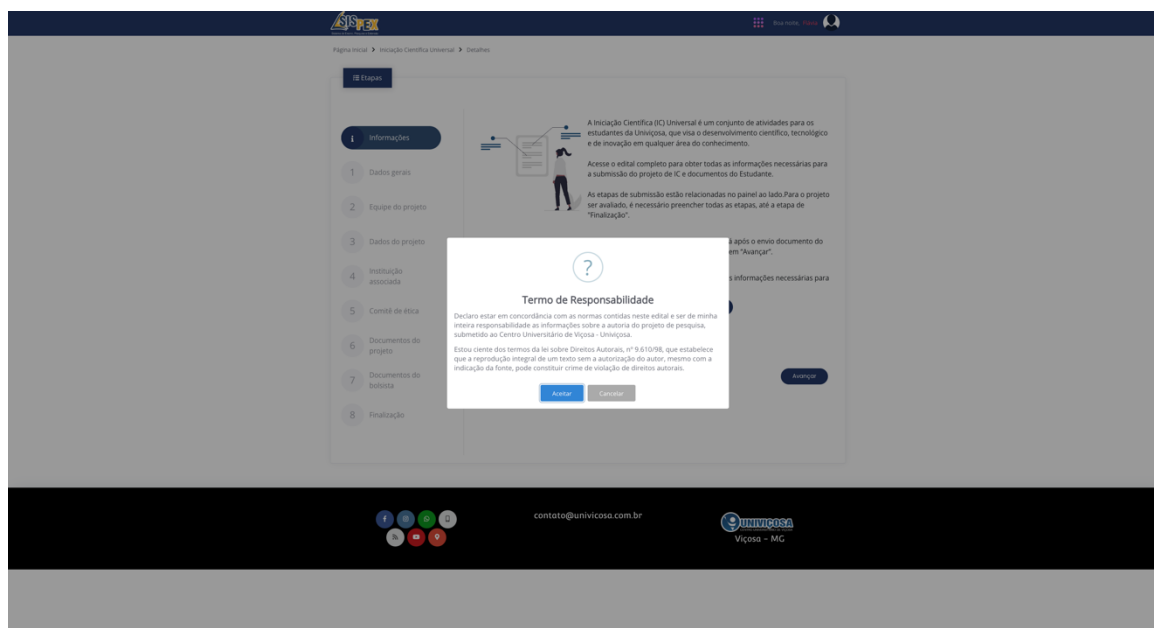 SISPEX
Boa noite,
Página Inicial > Iniciação Científica Universal > Detalhes
Etapas
i Informações
1 Dados gerais
2 Equipe do projeto
3 Dados do projeto
4 Instituição
associada
5 Comitê de ética
6 Documentos do
projeto
7 Documentos do
bolsista
8 Finalização
A Iniciação Científica (IC) Universal é um conjunto de atividades para os
estudantes da Univiçosa, que visa o desenvolvimento científico, tecnológico
e de inovação em qualquer área do conhecimento.
Acesse o edital completo para obter todas as informações necessárias para
a submissão do projeto de IC e documentos do Estudante.
As etapas de submissão estão relacionadas no painel ao lado.Para o projeto
ser avaliado, é necessário preencher todas as etapas, até a etapa de
"Finalização".
após o envio documento do
em "Avançar".
informações necessárias para
?
Termo de Responsabilidade
Declaro estar em concordância com as normas contidas neste edital e ser de minha
inteira responsabilidade as informações sobre a autoria do projeto de pesquisa,
submetido ao Centro Universitário de Viçosa - Univiçosa.
Estou ciente dos termos da lei sobre Direitos Autorais, nº 9.610/98, que estabelece
que a reprodução integral de um texto sem a autorização do autor, mesmo com a
indicação da fonte, pode constituir crime de violação de direitos autorais.
Aceitar Cancelar
Avançar
contato@univicosa.com.br
UNIVIÇOSA
Viçosa – MG